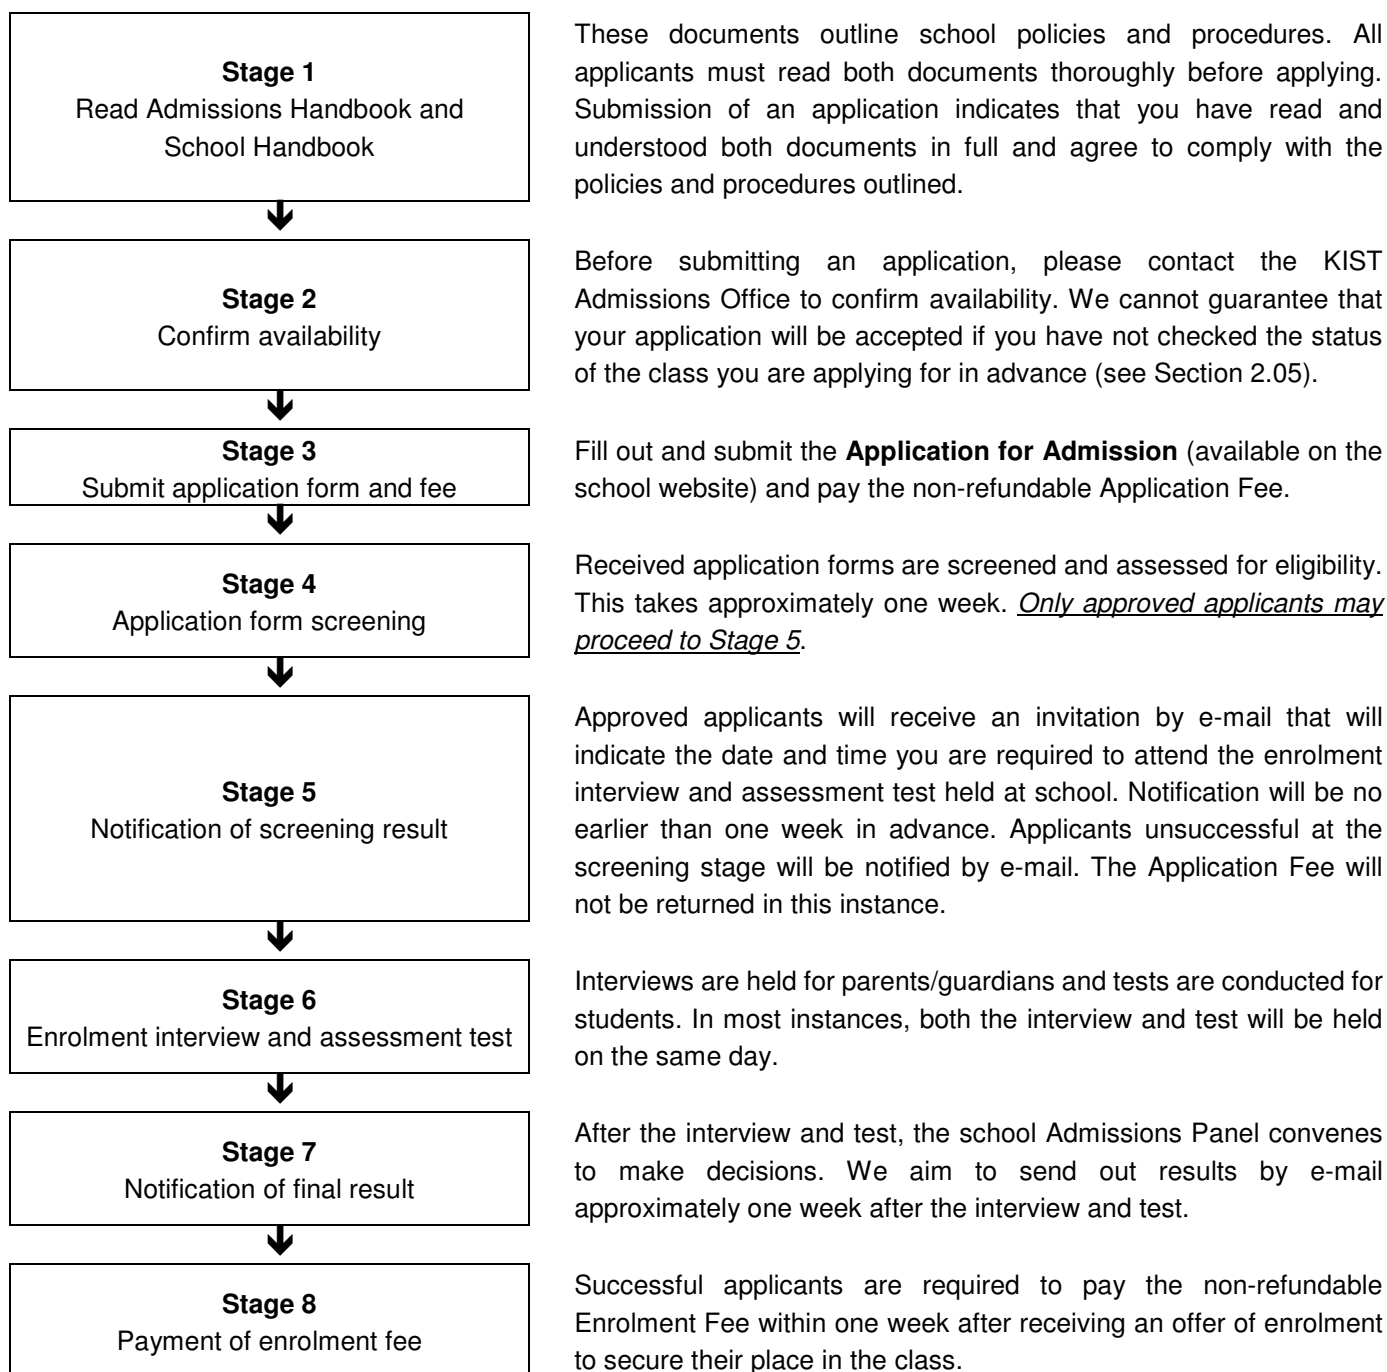 Stage 1
Read Admissions Handbook and
School Handbook
These documents outline school policies and procedures. All
applicants must read both documents thoroughly before applying.
Submission of an application indicates that you have read and
understood both documents in full and agree to comply with the
policies and procedures outlined.
Stage 2
Confirm availability
Before submitting an application, please contact the KIST
Admissions Office to confirm availability. We cannot guarantee that
your application will be accepted if you have not checked the status
of the class you are applying for in advance (see Section 2.05).
Stage 3
Submit application form and fee
Fill out and submit the Application for Admission (available on the
school website) and pay the non-refundable Application Fee.
Stage 4
Application form screening
Received application forms are screened and assessed for eligibility.
This takes approximately one week. Only approved applicants may
proceed to Stage 5.
Stage 5
Notification of screening result
Approved applicants will receive an invitation by e-mail that will
indicate the date and time you are required to attend the enrolment
interview and assessment test held at school. Notification will be no
earlier than one week in advance. Applicants unsuccessful at the
screening stage will be notified by e-mail. The Application Fee will
not be returned in this instance.
Stage 6
Enrolment interview and assessment test
Interviews are held for parents/guardians and tests are conducted for
students. In most instances, both the interview and test will be held
on the same day.
Stage 7
Notification of final result
After the interview and test, the school Admissions Panel convenes
to make decisions. We aim to send out results by e-mail
approximately one week after the interview and test.
Stage 8
Payment of enrolment fee
Successful applicants are required to pay the non-refundable
Enrolment Fee within one week after receiving an offer of enrolment
to secure their place in the class.